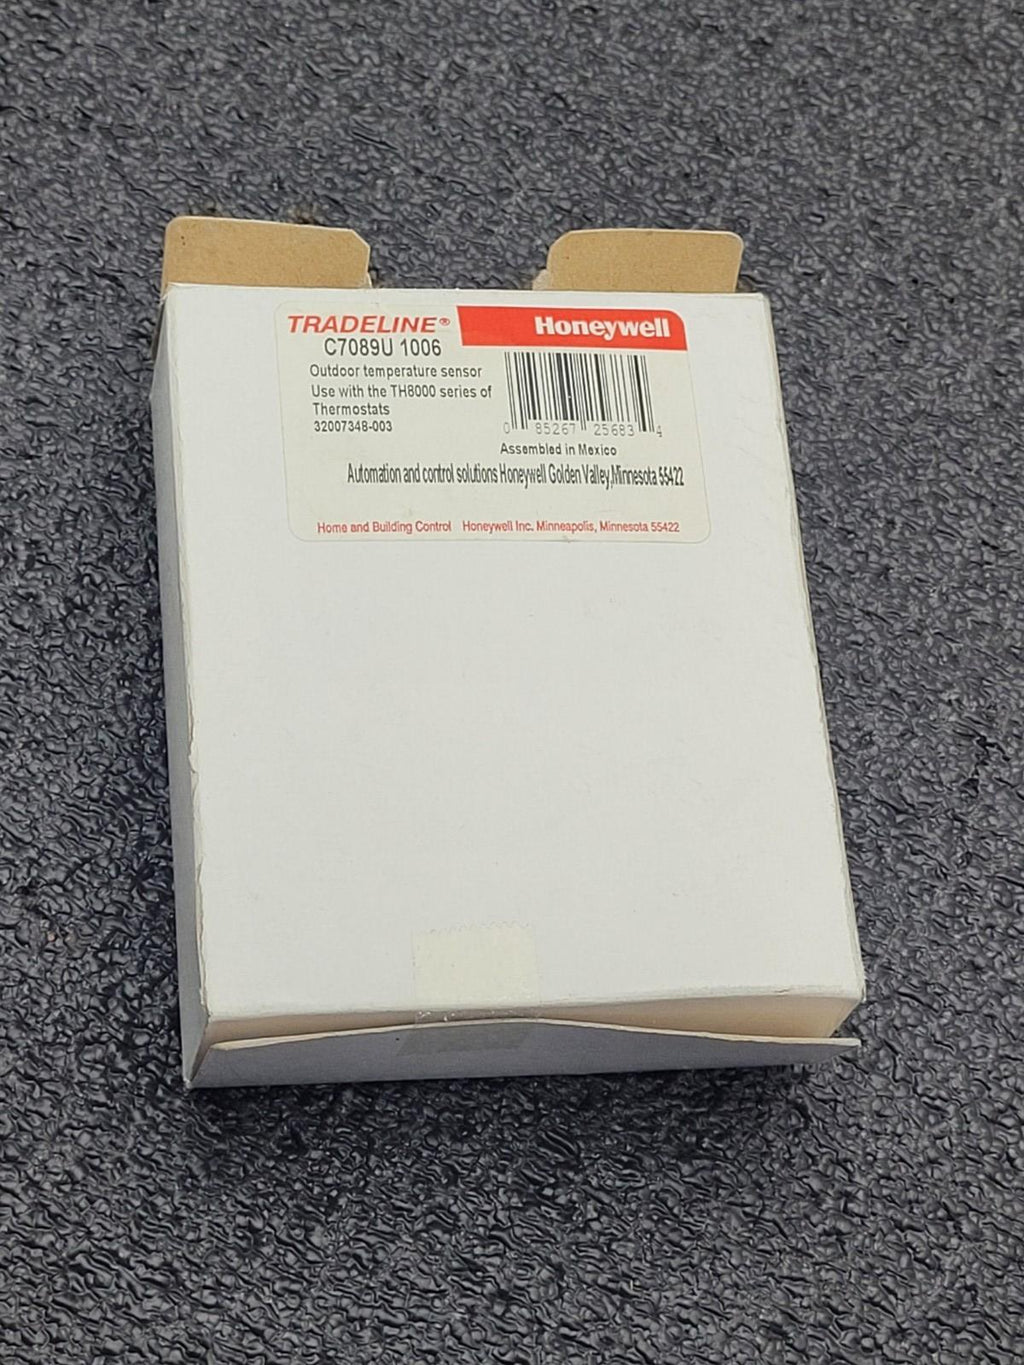 TRADELINE® Honeywell
C7089U 1006
Outdoor temperature sensor
Use with the TH8000 series of
Thermostats
32007348-003
0 85267 25683 4
Assembled in Mexico
Automation and control solutions Honeywell Golden Valley,Minnesota 55422
Home and Building Control Honeywell Inc. Minneapolis, Minnesota 55422